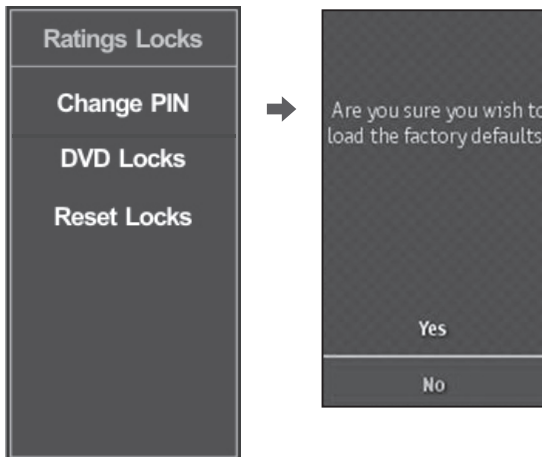 Ratings Locks
Change PIN
DVD Locks
Reset Locks
Are you sure you wish to
load the factory defaults
Yes
No